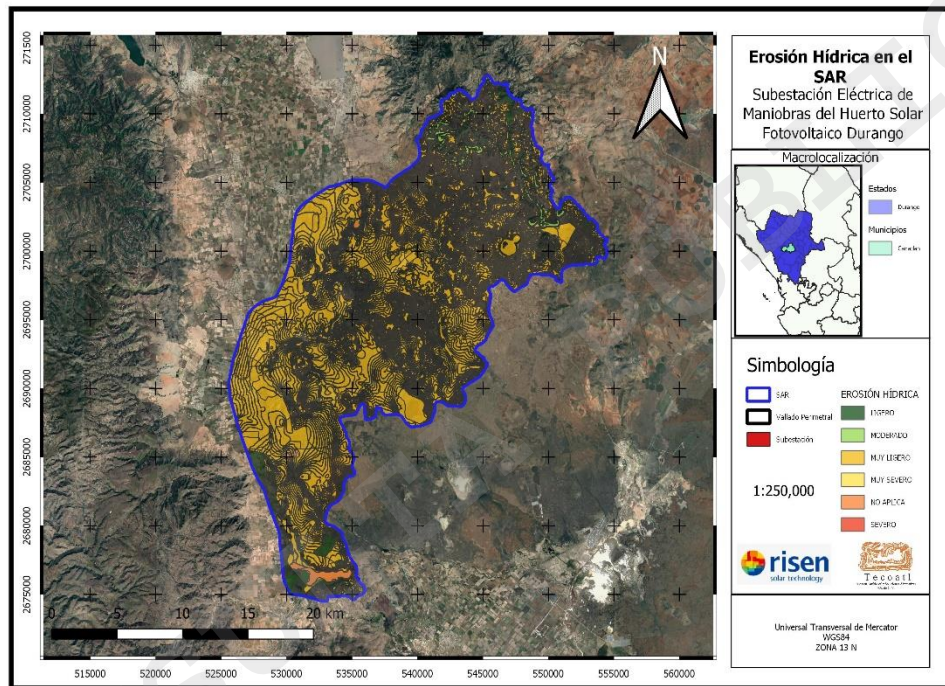 Erosión Hídrica en el
SAR
Subestación Eléctrica de
Maniobras del Huerto Solar
Fotovoltaico Durango
Macrolocalización
Estados
Durango
Municipios
Simbología
SAR
Vallado Perimetral
Subestación
1:250,000
EROSIÓN HÍDRICA
LIGERO
MODERADO
MUY LIGERO
MUY SEVERO
NO APLICA
SEVERO
risen
solar technology
Tecoatl
Universal Transversal de Mercator
WGS84
ZONA 13 N
N
0 5 10 15 20 km
2715000
2710000
2705000
2700000
2695000
2690000
2685000
2680000
2675000
515000 520000 525000 530000 535000 540000 545000 550000 555000 560000